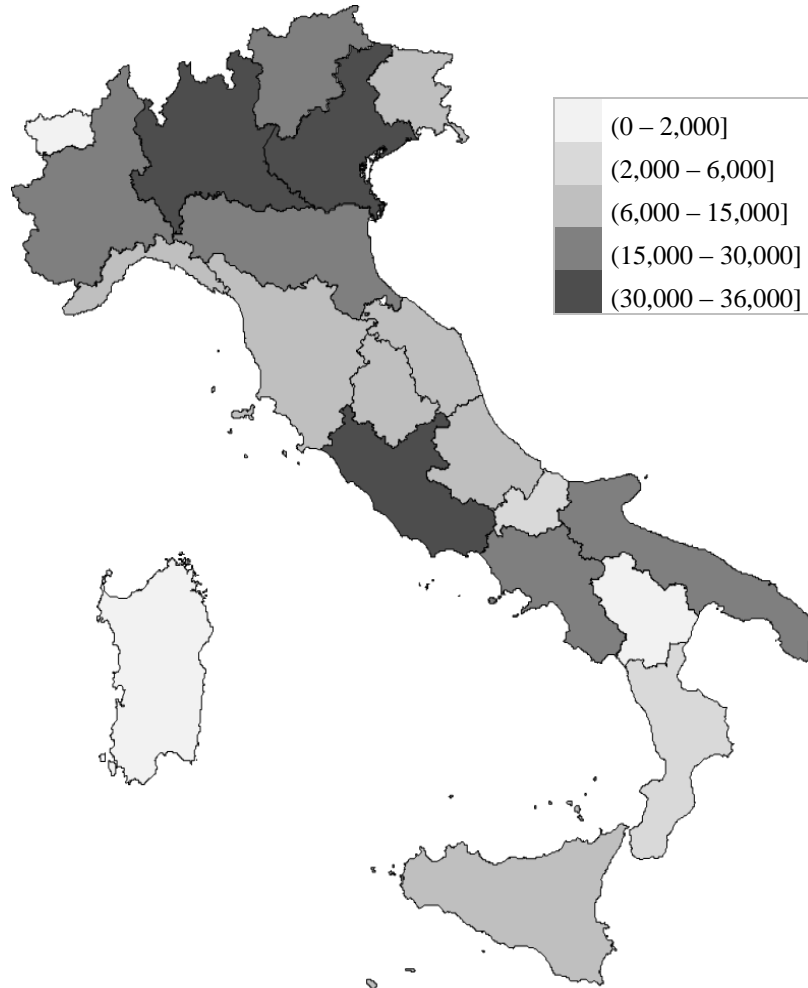 (0 – 2,000]
(2,000 – 6,000]
(6,000 – 15,000]
(15,000 – 30,000]
(30,000 – 36,000]